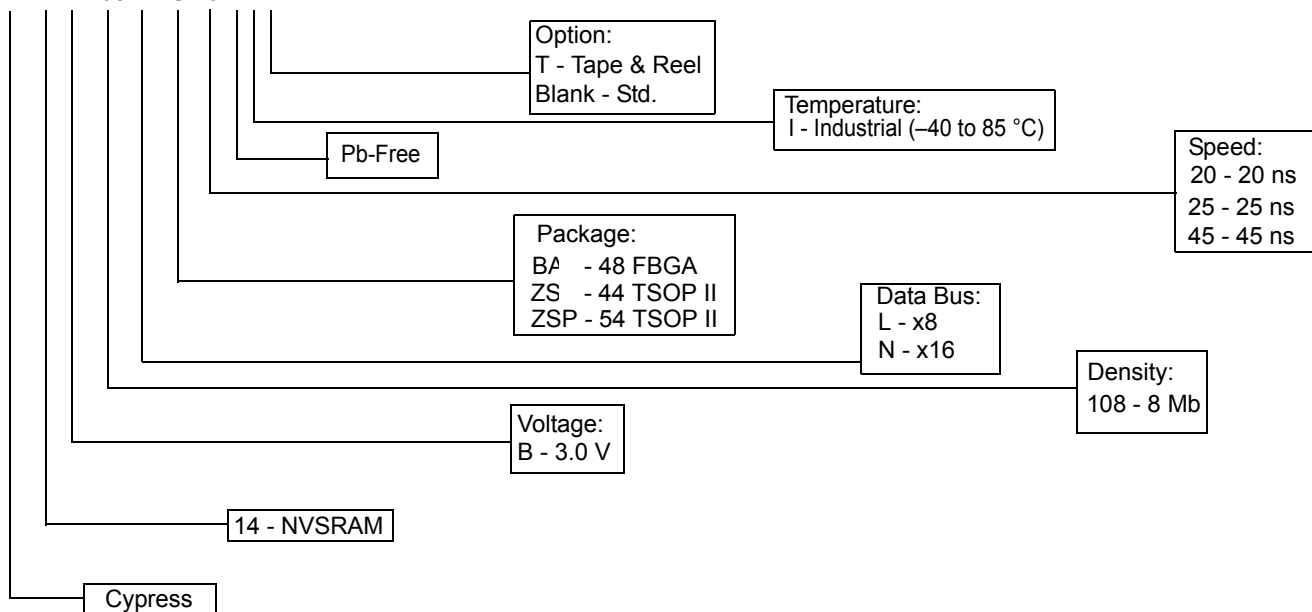 Option:
T - Tape & Reel
Blank - Std.
Temperature:
I - Industrial (–40 to 85 °C)
Pb-Free
Speed:
20 - 20 ns
25 - 25 ns
45 - 45 ns
Package:
BA - 48 FBGA
ZS - 44 TSOP II
ZSP - 54 TSOP II
Data Bus:
L - x8
N - x16
Density:
108 - 8 Mb
Voltage:
B - 3.0 V
14 - NVSRAM
Cypress